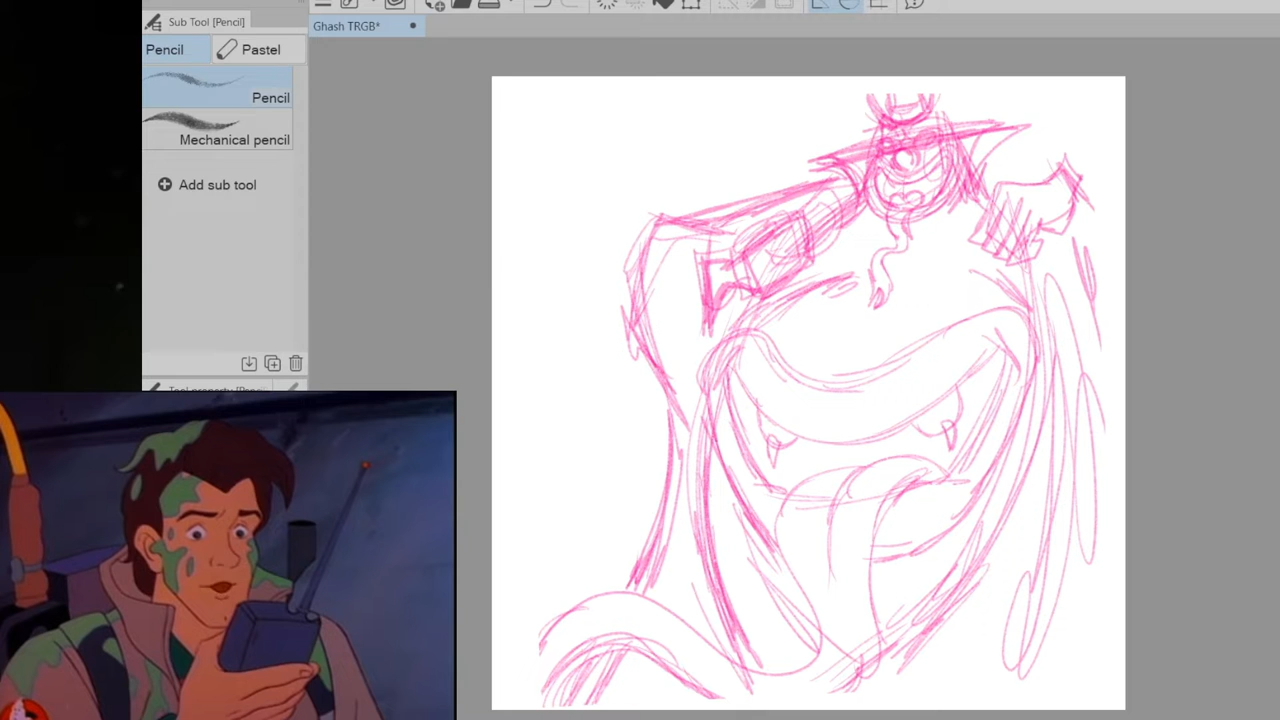 Sub Tool [Pencil]
Ghash TRGB*
Pencil
Pastel
Pencil
Mechanical pencil
Add sub tool